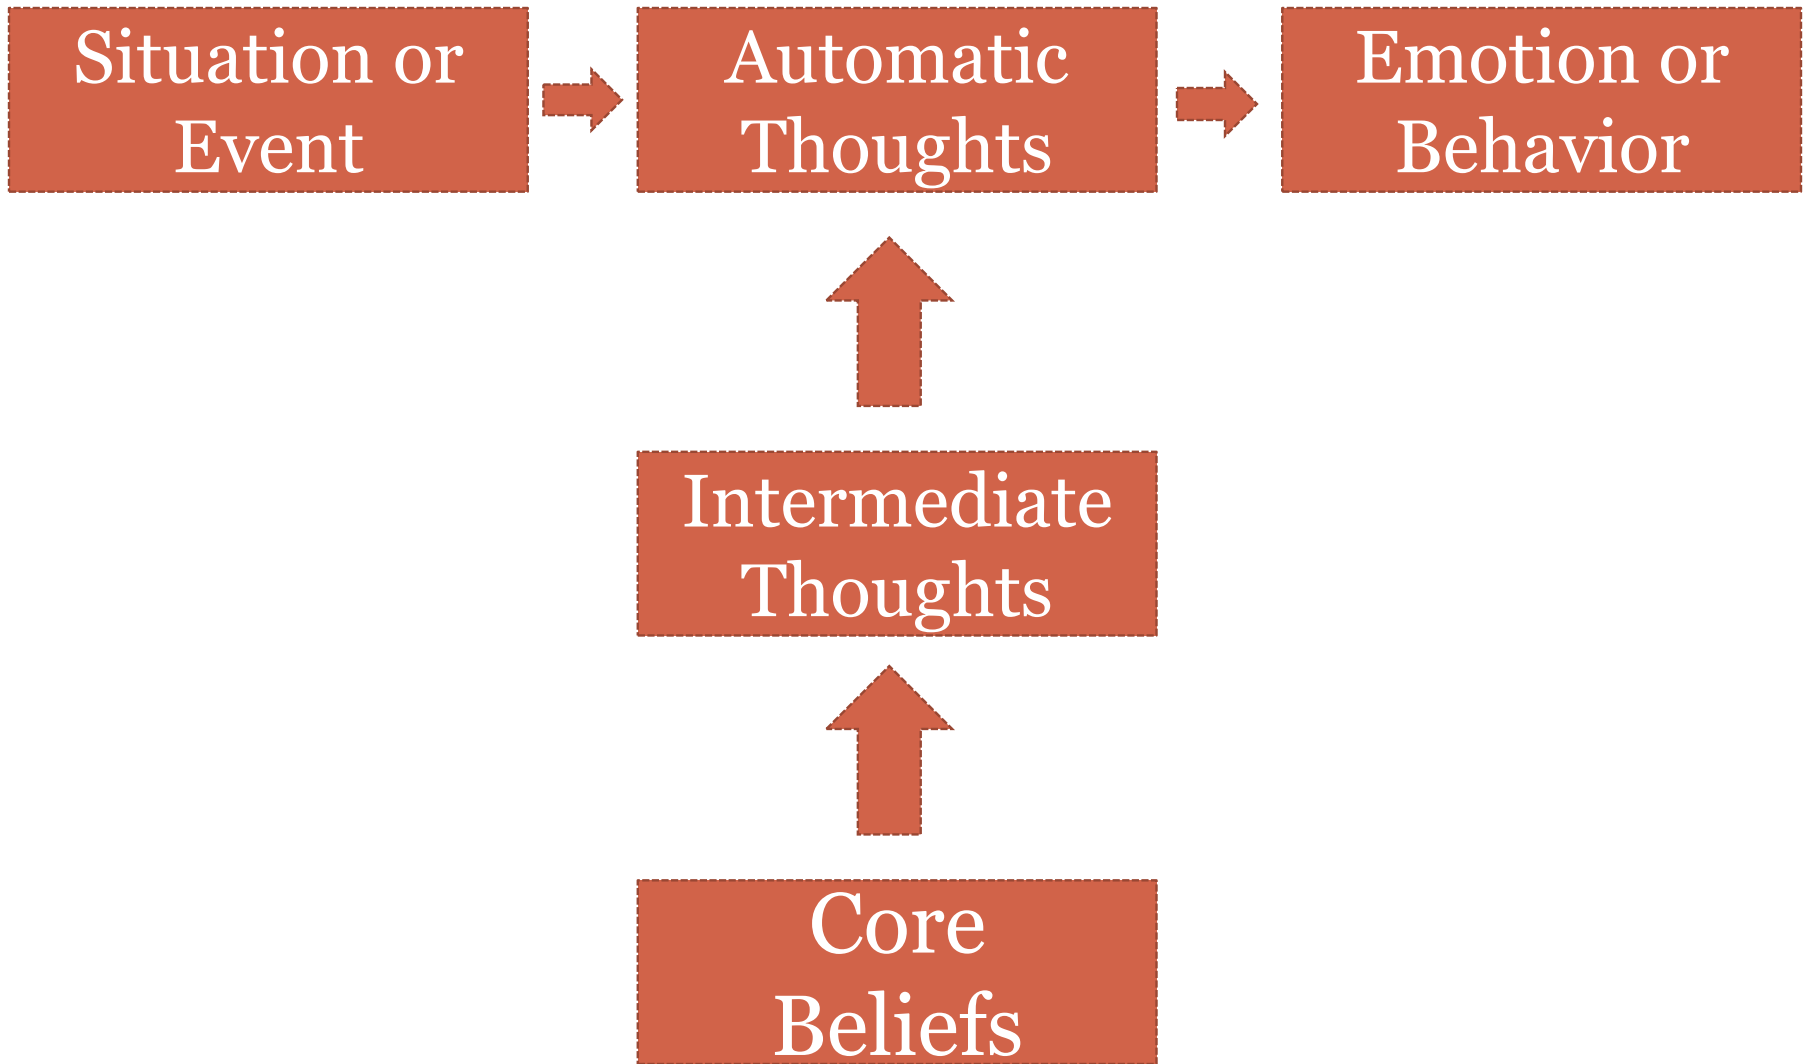 Situation or
Event
Automatic
Thoughts
Emotion or
Behavior
Intermediate
Thoughts
Core
Beliefs